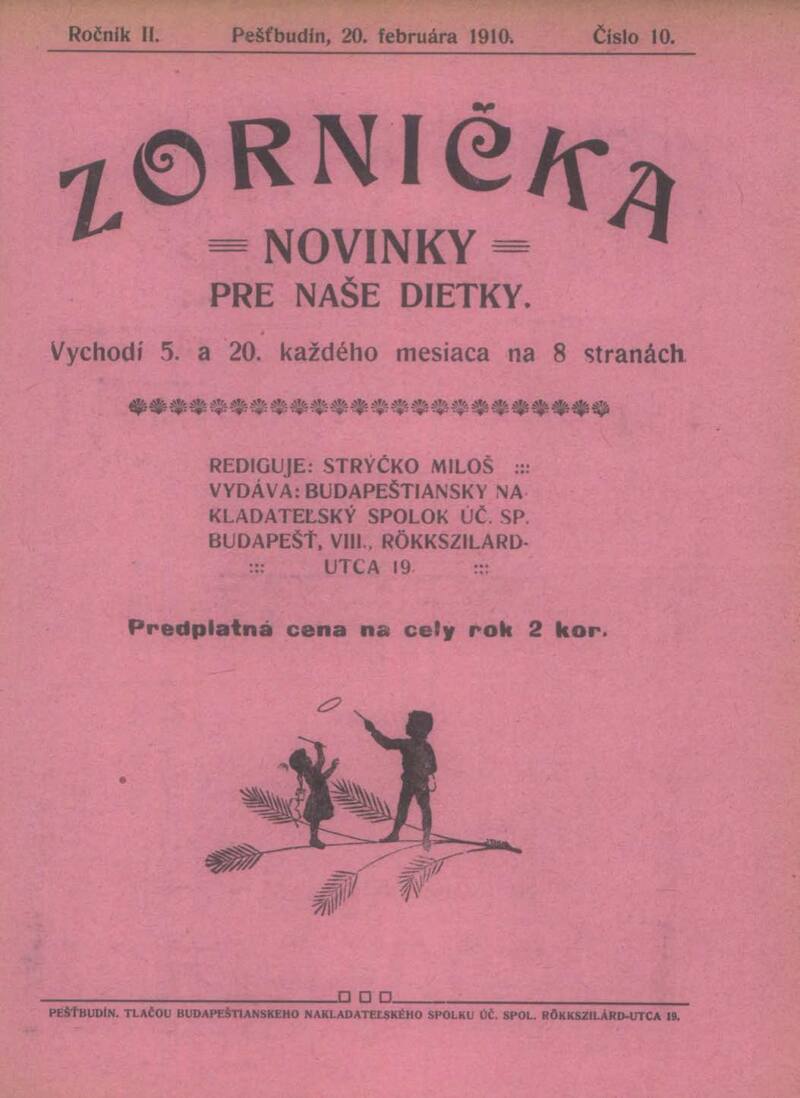 Ročník II. Pešťbudín, 20. februára 1910. Číslo 10.
ZORNIČKA
NOVINKY
PRE NAŠE DIETKY.
Vychodí 5. a 20. každého mesiaca na 8 stranách
REDIGUJE: STRÝČKO MILOŠ :::
VYDÁVA: BUDAPEŠTIANSKY NA-
KLADATEĽSKÝ SPOLOK ÚČ. SP.
BUDAPEŠŤ, VIII., RÖKKSZILARD-
::: UTCA 19. :::
Predplatná cena na cely rok 2 kor.
PEŠŤBUDÍN. TLAČOU BUDAPEŠTIANSKEHO NAKLADATEĽSKÉHO SPOLKU ÚČ. SPOL. RÖKKSZILÁRD-UTCA 19.